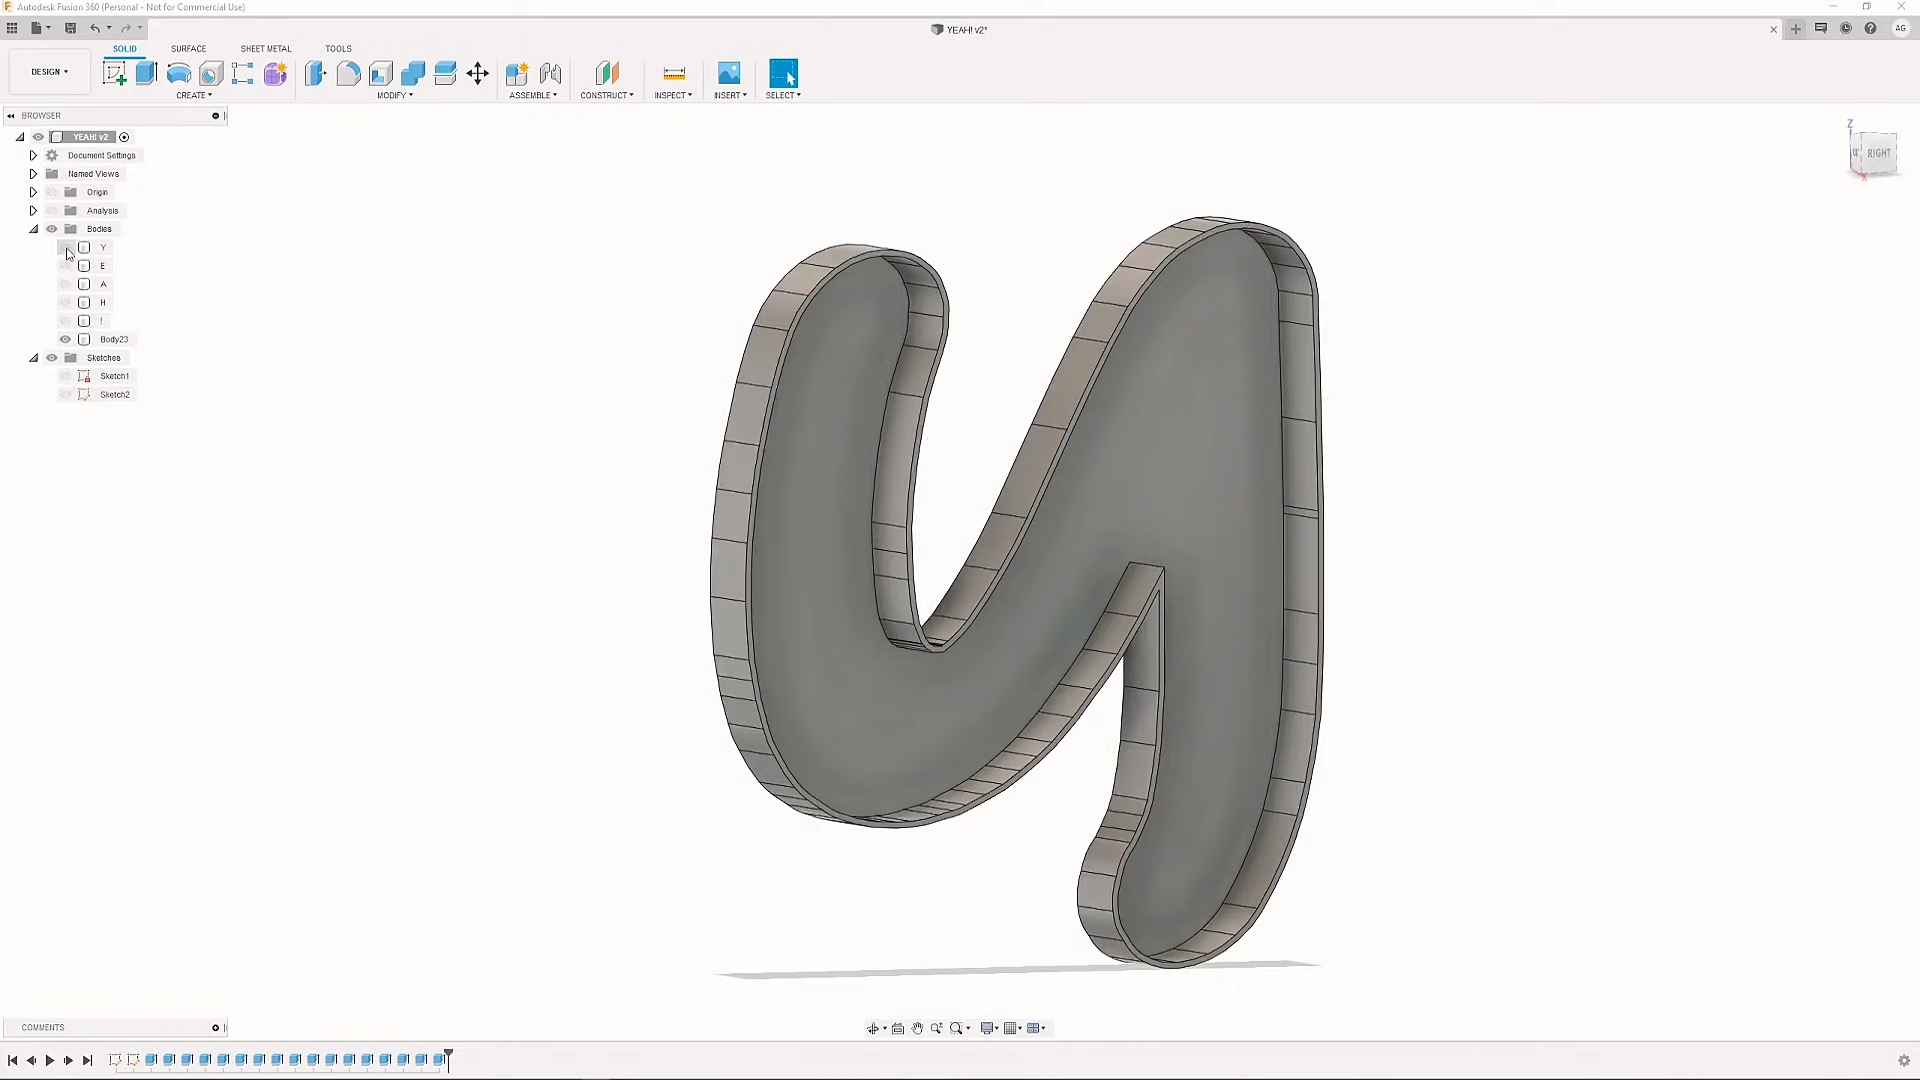 Autodesk Fusion 360 (Personal - Not for Commercial Use)
YEAH! v2*
AG
SOLID
SURFACE
SHEET METAL
TOOLS
DESIGN
CREATE
MODIFY
ASSEMBLE
CONSTRUCT
INSPECT
INSERT
SELECT
BROWSER
YEAH! v2
Document Settings
Named Views
Origin
Analysis
Bodies
Y
E
A
H
!
Body23
Sketches
Sketch1
Sketch2
Z
RIGHT
X
COMMENTS